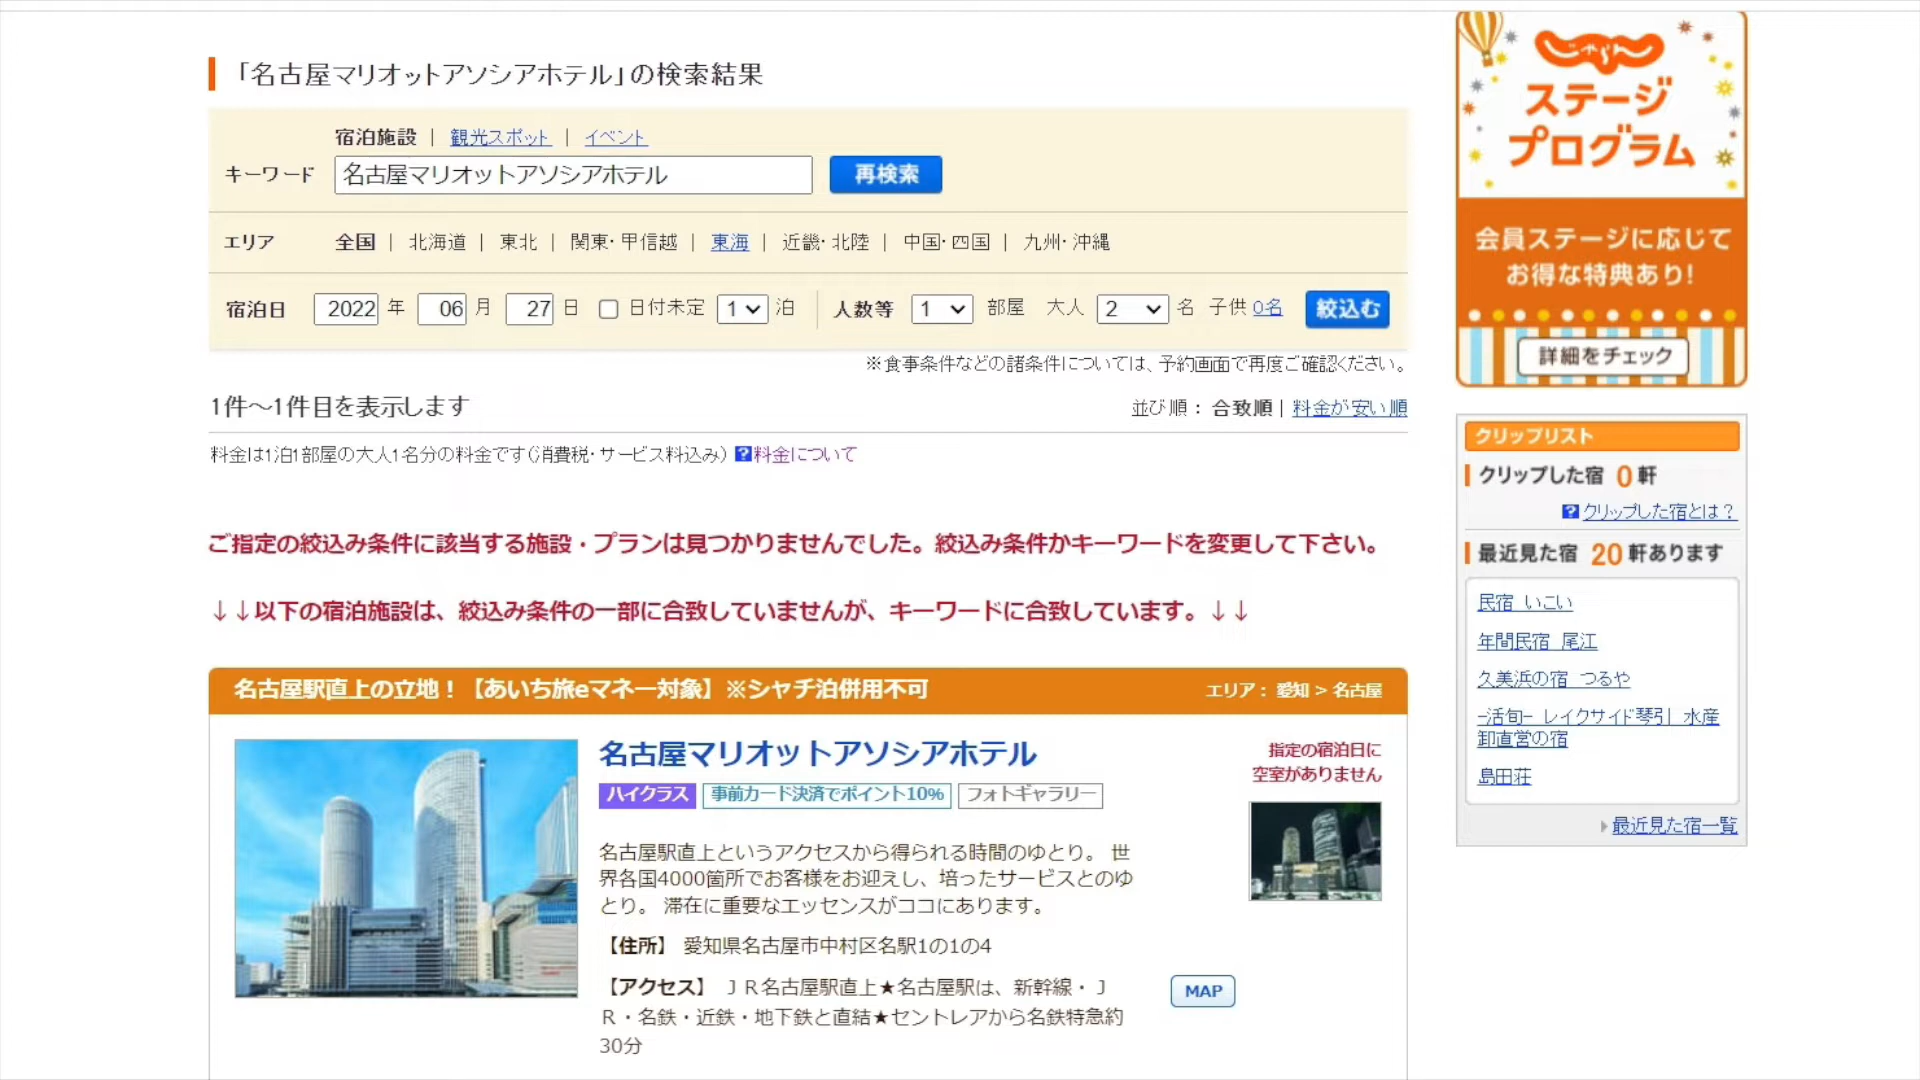 「名古屋マリオットアソシアホテル」の検索結果
宿泊施設 | 観光スポット | イベント
キーワード 名古屋マリオットアソシアホテル 再検索
エリア 全国 | 北海道 | 東北 | 関東・甲信越 | 東海 | 近畿・北陸 | 中国・四国 | 九州・沖縄
宿泊日 2022 年 06 月 27 日 日付未定 1 泊 人数等 1 部屋 大人 2 名 子供 0名 絞込む
※食事条件などの諸条件については、予約画面で再度ご確認ください。
1件～1件目を表示します
並び順： 合致順 | 料金が安い順
料金は1泊1部屋の大人1名分の料金です(消費税・サービス料込み) ?料金について
ご指定の絞込み条件に該当する施設・プランは見つかりませんでした。絞込み条件かキーワードを変更して下さい。
↓↓以下の宿泊施設は、絞込み条件の一部に合致していませんが、キーワードに合致しています。↓↓
名古屋駅直上の立地！【あいち旅eマネー対象】※シャチ泊併用不可
エリア： 愛知 > 名古屋
名古屋マリオットアソシアホテル
ハイクラス 事前カード決済でポイント10% フォトギャラリー
指定の宿泊日に
空室がありません
名古屋駅直上というアクセスから得られる時間のゆとり。 世
界各国4000箇所でお客様をお迎えし、培ったサービスとのゆ
とり。 滞在に重要なエッセンスがココにあります。
【住所】 愛知県名古屋市中村区名駅1の1の4
【アクセス】 ＪＲ名古屋駅直上★名古屋駅は、新幹線・Ｊ
Ｒ・名鉄・近鉄・地下鉄と直結★セントレアから名鉄特急約
30分
MAP
じゃらん
ステージ
プログラム
会員ステージに応じて
お得な特典あり!
詳細をチェック
クリップリスト
クリップした宿 0軒
?クリップした宿とは？
最近見た宿 20軒あります
民宿 いこい
年間民宿 尾江
久美浜の宿 つるや
−活旬− レイクサイド琴引 水産
卸直営の宿
島田荘
最近見た宿一覧